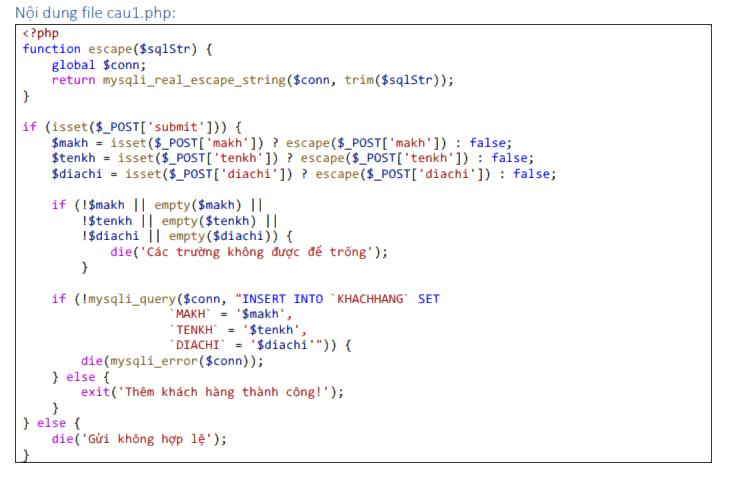 Nội dung file cau1.php:
<?php
function escape($sqlStr) {
    global $conn;
    return mysqli_real_escape_string($conn, trim($sqlStr));
}

if (isset($_POST['submit'])) {
    $makh = isset($_POST['makh']) ? escape($_POST['makh']) : false;
    $tenkh = isset($_POST['tenkh']) ? escape($_POST['tenkh']) : false;
    $diachi = isset($_POST['diachi']) ? escape($_POST['diachi']) : false;

    if (!$makh || empty($makh) ||
        !$tenkh || empty($tenkh) ||
        !$diachi || empty($diachi)) {
            die('Các trường không được để trống');
        }

    if (!mysqli_query($conn, "INSERT INTO `KHACHHANG` SET
                    `MAKH` = '$makh',
                    `TENKH` = '$tenkh',
                    `DIACHI` = '$diachi'")) {
        die(mysqli_error($conn));
    } else {
        exit('Thêm khách hàng thành công!');
    }
} else {
    die('Gửi không hợp lệ');
}